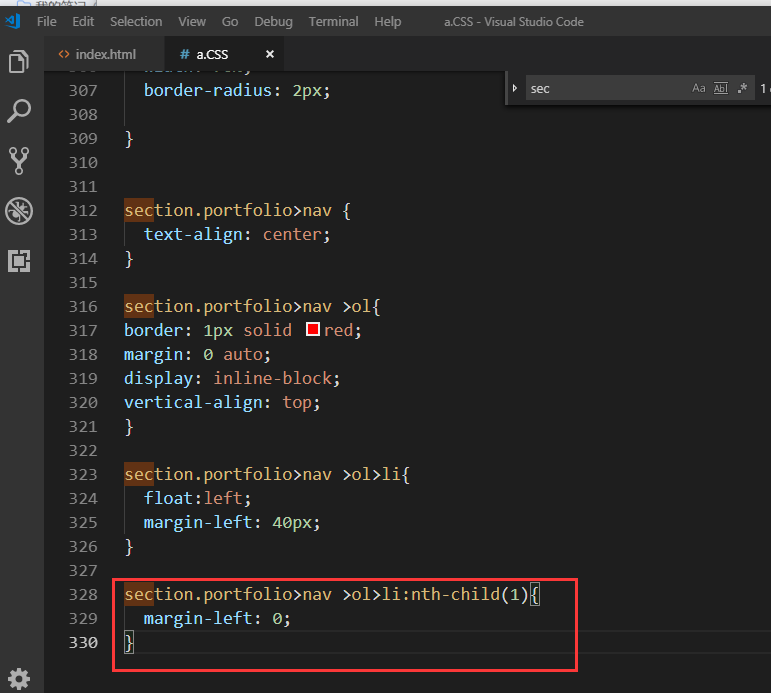 File Edit Selection View Go Debug Terminal Help a.CSS - Visual Studio Code
<> index.html # a.CSS ×
sec Aa Abl .* 1
307 border-radius: 2px;
308
309 }
310
311
312 section.portfolio>nav {
313 text-align: center;
314 }
315
316 section.portfolio>nav >ol{
317 border: 1px solid red;
318 margin: 0 auto;
319 display: inline-block;
320 vertical-align: top;
321 }
322
323 section.portfolio>nav >ol>li{
324 float:left;
325 margin-left: 40px;
326 }
327
328 section.portfolio>nav >ol>li:nth-child(1){
329 margin-left: 0;
330 }